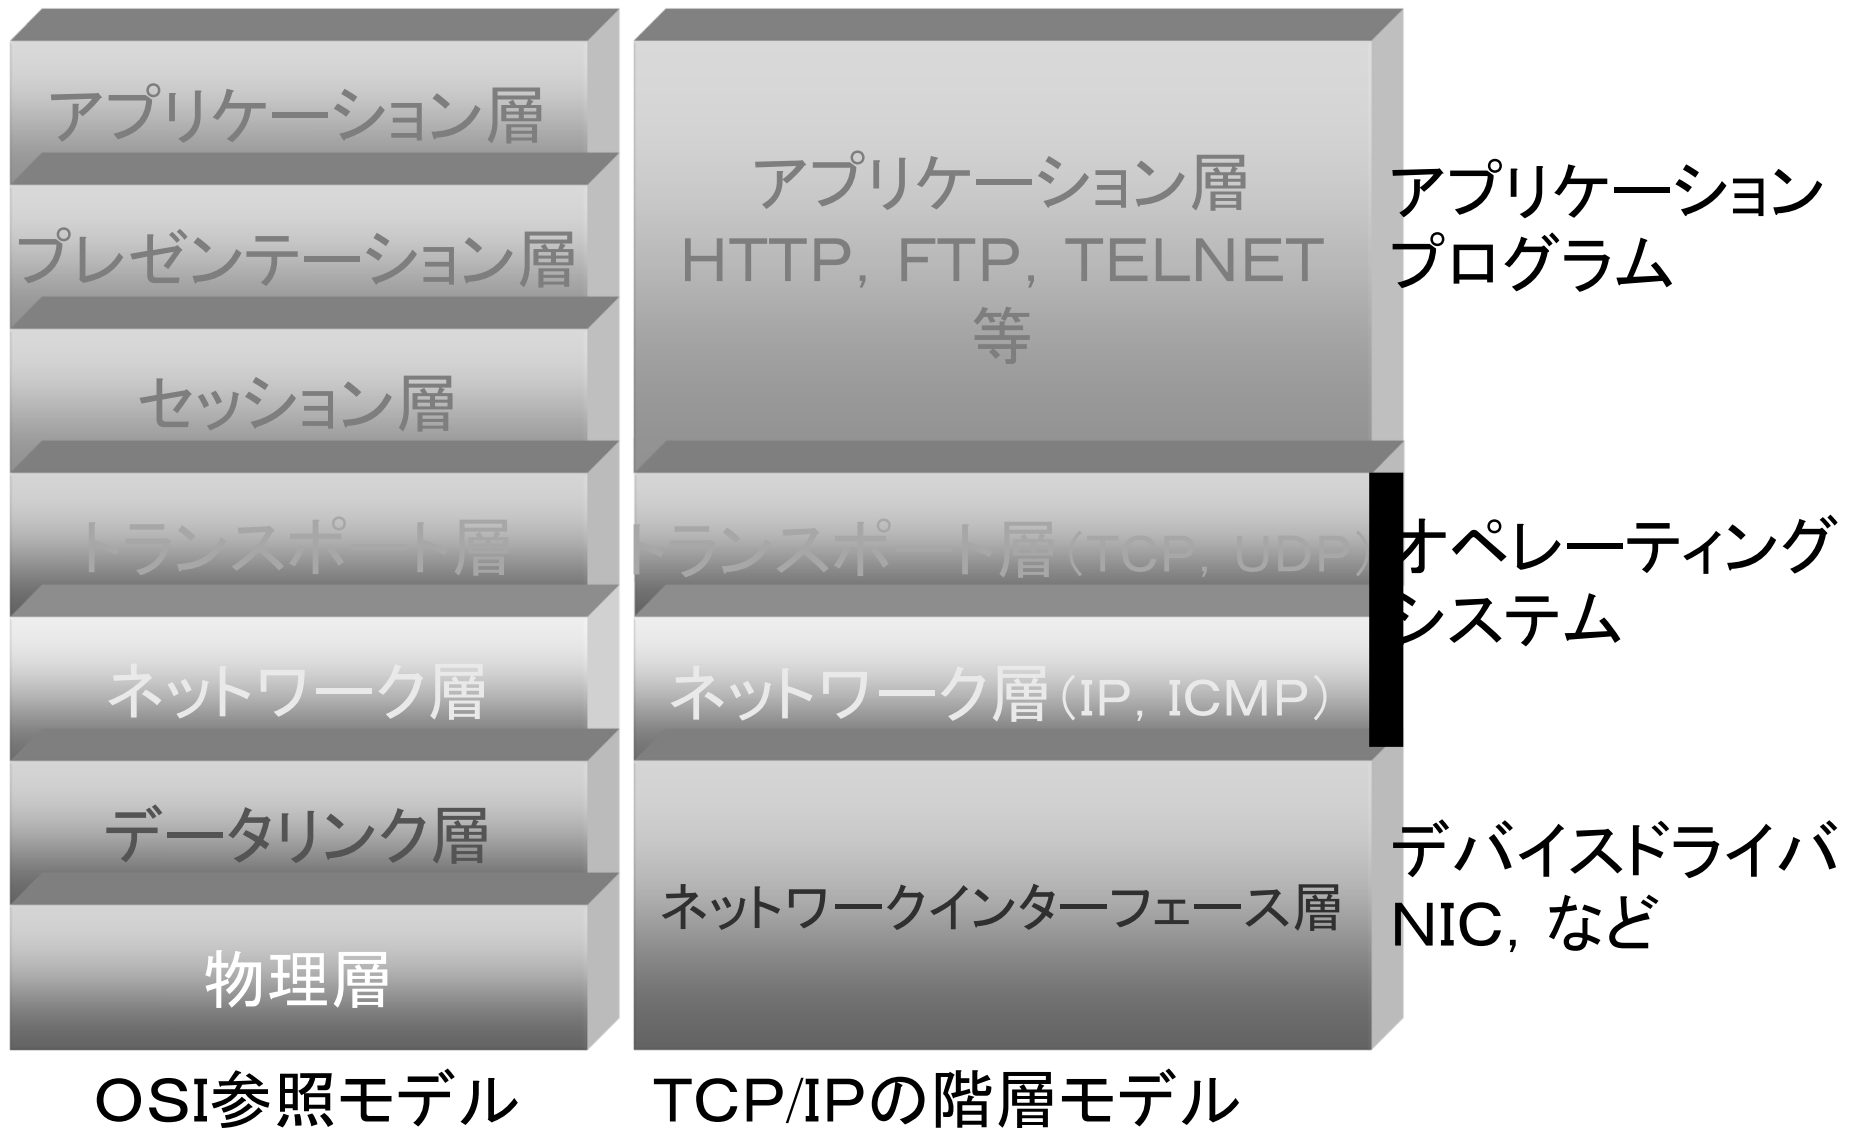 アプリケーション層
プレゼンテーション層
セッション層
トランスポート層
ネットワーク層
データリンク層
物理層
OSI参照モデル
アプリケーション層
HTTP, FTP, TELNET
等
トランスポート層(TCP, UDP)
ネットワーク層(IP, ICMP)
ネットワークインターフェース層
TCP/IPの階層モデル
アプリケーション
プログラム
オペレーティング
システム
デバイスドライバ
NIC, など